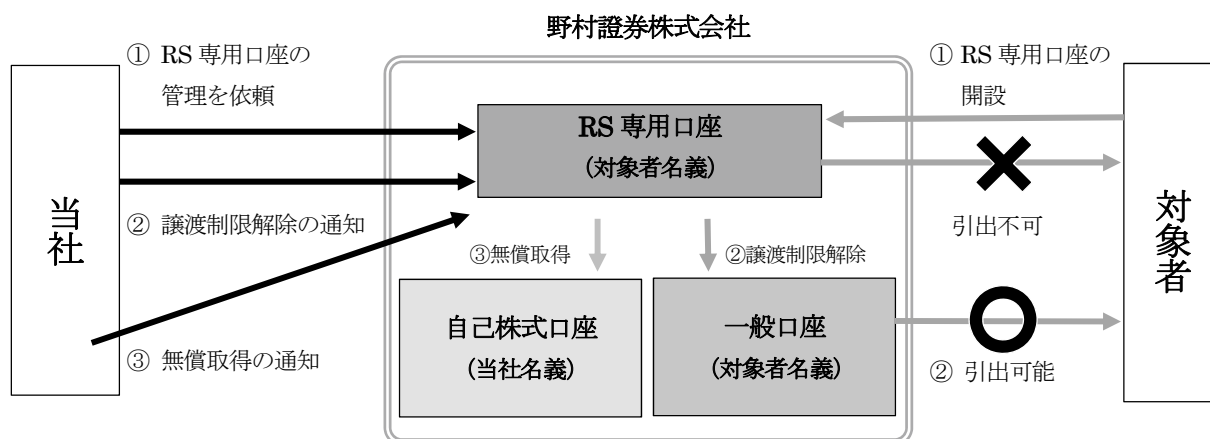 野村證券株式会社
① RS 専用口座の
管理を依頼
① RS 専用口座の
開設
RS 専用口座
(対象者名義)
当社
対象者
② 譲渡制限解除の通知
引出不可
③無償取得
②譲渡制限解除
自己株式口座
(当社名義)
一般口座
(対象者名義)
③ 無償取得の通知
② 引出可能